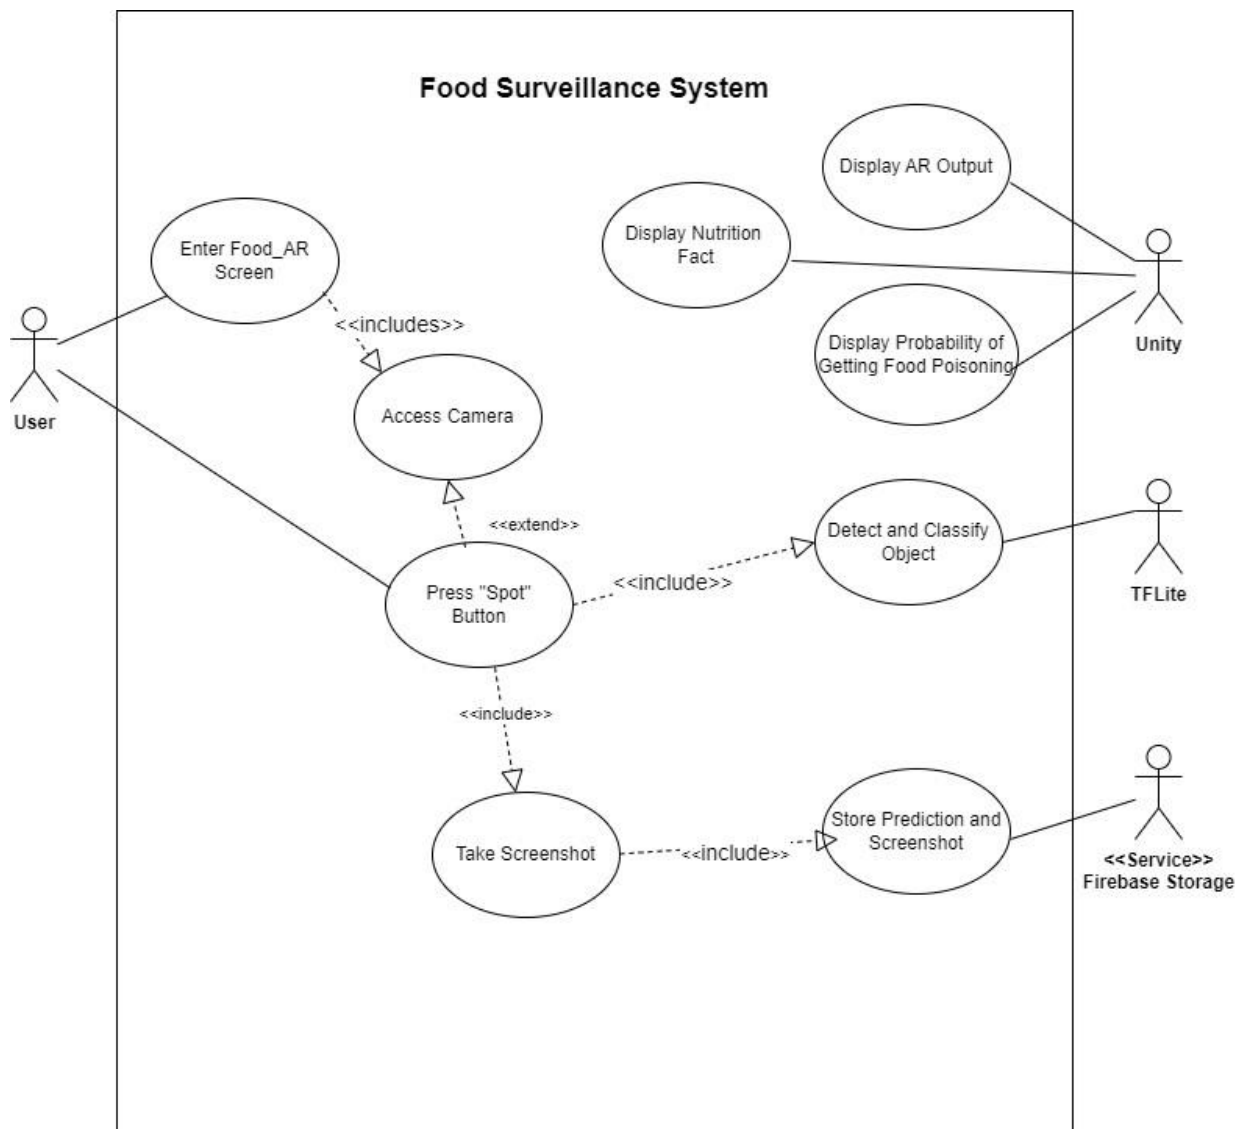 Food Surveillance System
Display AR Output
Display Nutrition
Fact
Enter Food_AR
Screen
<<includes>>
Display Probability of
Getting Food Poisoning
Unity
User
Access Camera
<<extend>>
Detect and Classify
Object
<<include>>
Press "Spot"
Button
TFLite
<<include>>
Store Prediction and
Screenshot
Take Screenshot
<<include>>
<<Service>>
Firebase Storage